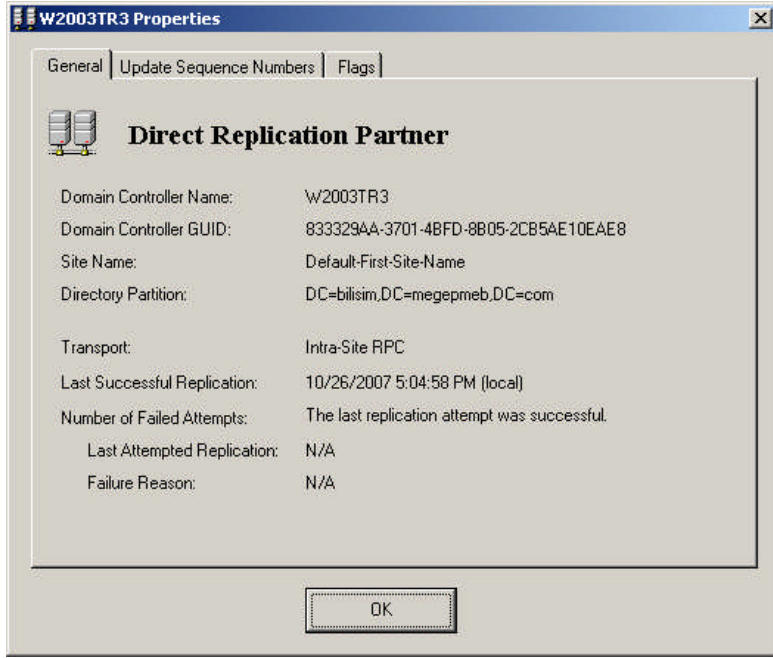 W2003TR3 Properties
General
Update Sequence Numbers
Flags
Direct Replication Partner
Domain Controller Name: W2003TR3
Domain Controller GUID: 833329AA-3701-4BFD-8B05-2CB5AE10EAE8
Site Name: Default-First-Site-Name
Directory Partition: DC=bilisim,DC=megepmeb,DC=com
Transport: Intra-Site RPC
Last Successful Replication: 10/26/2007 5:04:58 PM (local)
Number of Failed Attempts: The last replication attempt was successful.
Last Attempted Replication: N/A
Failure Reason: N/A
OK